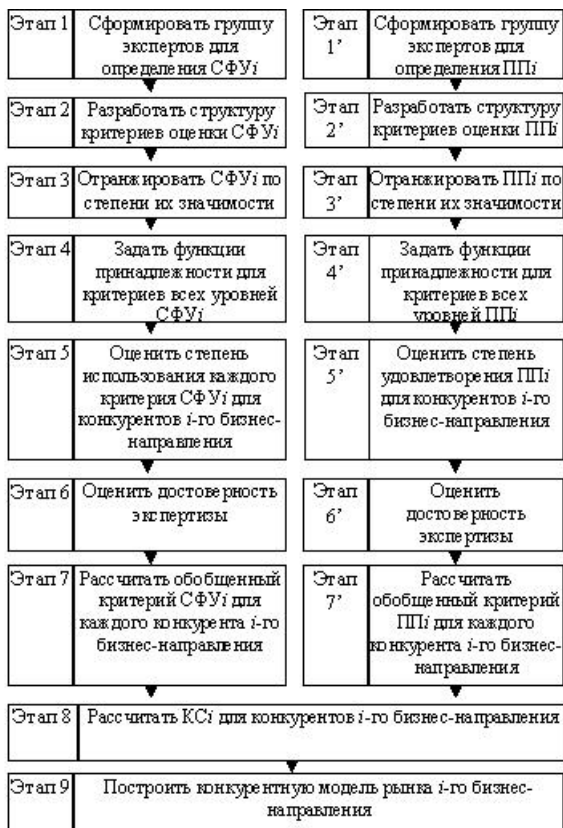 Этап 1
Сформировать группу
экспертов для
определения СФУi
Этап 2
Разработать структуру
критериев оценки СФУi
Этап 3
Отранжировать СФУi по
степени их значимости
Этап 4
Задать функции
принадлежности для
критериев всех уровней
СФУi
Этап 5
Оценить степень
использования каждого
критерия СФУi для
конкурентов i-го бизнес-
направления
Этап 6
Оценить достоверность
экспертизы
Этап 7
Рассчитать обобщенный
критерий СФУi для
каждого конкурента i-го
бизнес-направления
Этап
1’
Сформировать группу
экспертов для
определения ППi
Этап
2’
Разработать структуру
критериев оценки ППi
Этап
3’
Отранжировать ППi по
степени их значимости
Этап
4’
Задать функции
принадлежности для
критериев всех
уровней ППi
Этап
5’
Оценить степень
удовлетворения ППi
для конкурентов i-го
бизнес-направления
Этап
6’
Оценить
достоверность
экспертизы
Этап
7’
Рассчитать
обобщенный критерий
ППi для каждого
конкурента i-го бизнес-
направления
Этап 8
Рассчитать КСi для конкурентов i-го бизнес-направления
Этап 9
Построить конкурентную модель рынка i-го бизнес-
направления